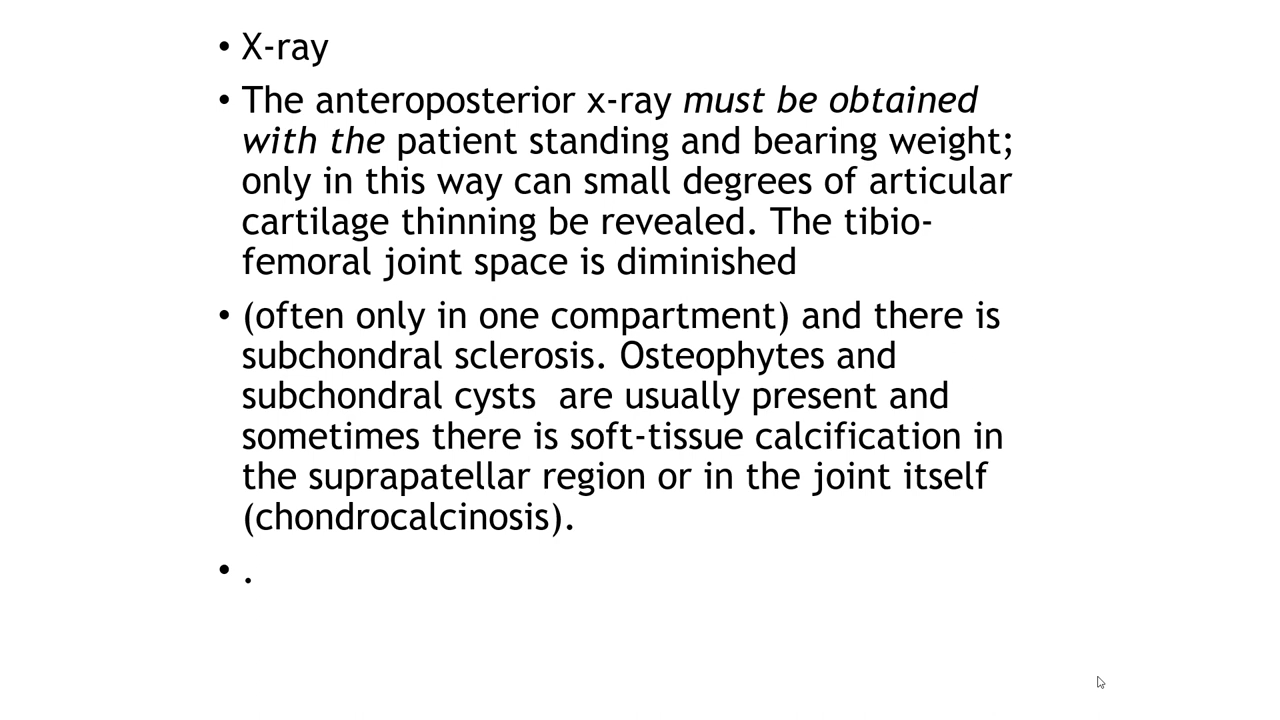 • X-ray
• The anteroposterior x-ray must be obtained
with the patient standing and bearing weight;
only in this way can small degrees of articular
cartilage thinning be revealed. The tibio-
femoral joint space is diminished
• (often only in one compartment) and there is
subchondral sclerosis. Osteophytes and
subchondral cysts  are usually present and
sometimes there is soft-tissue calcification in
the suprapatellar region or in the joint itself
(chondrocalcinosis).
• .